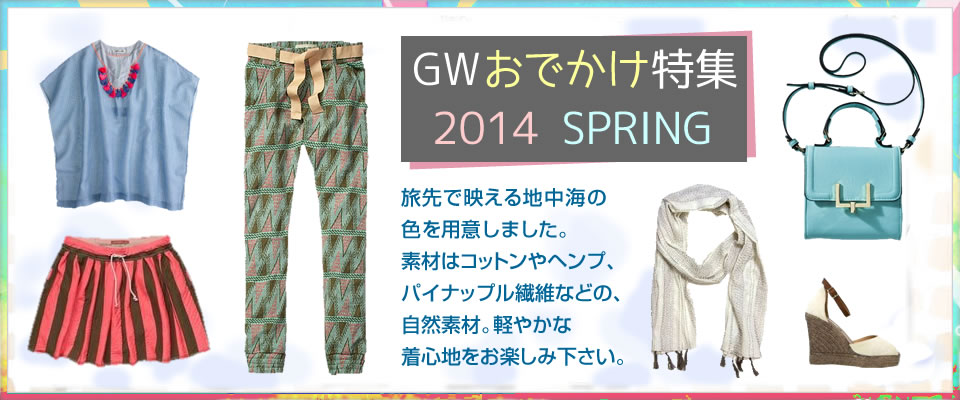 GWおでかけ特集
2014 SPRING
旅先で映える地中海の
色を用意しました。
素材はコットンやヘンプ、
パイナップル繊維などの、
自然素材。軽やかな
着心地をお楽しみ下さい。